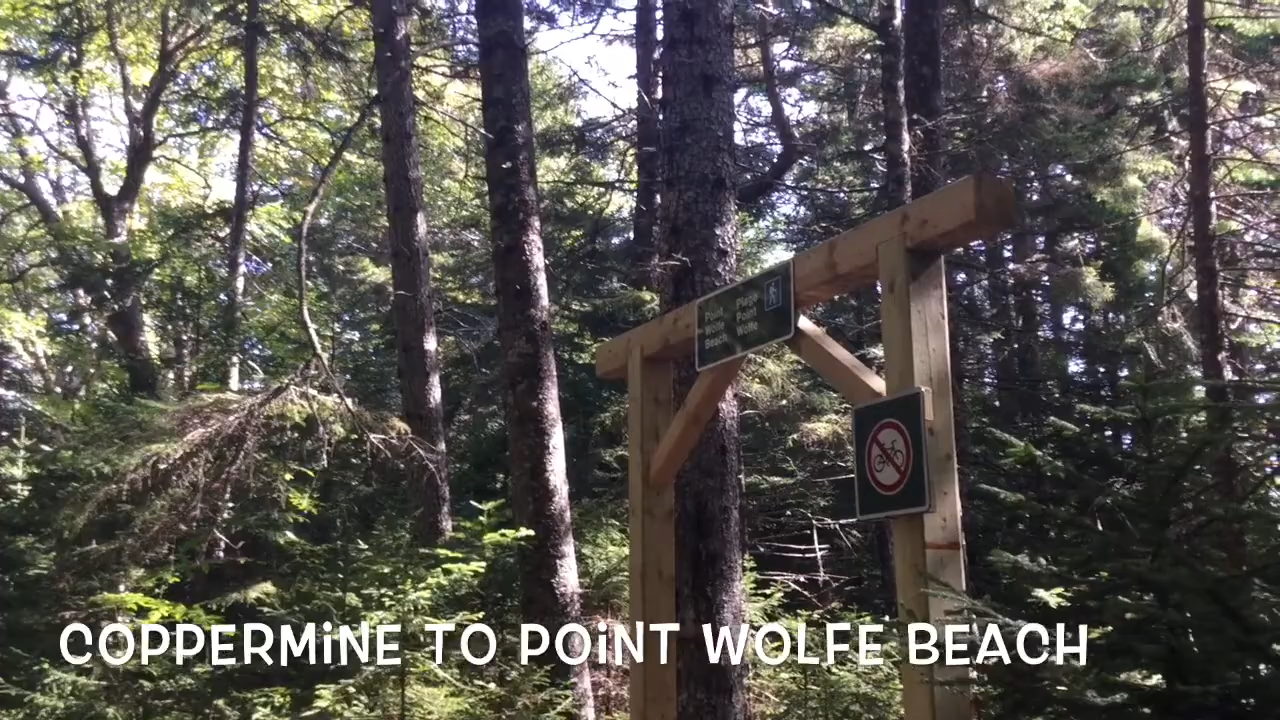 Point
Wolfe
Beach
Plage
Point
Wolfe
COPPERMiNE TO POiNT WOLFE BEACH